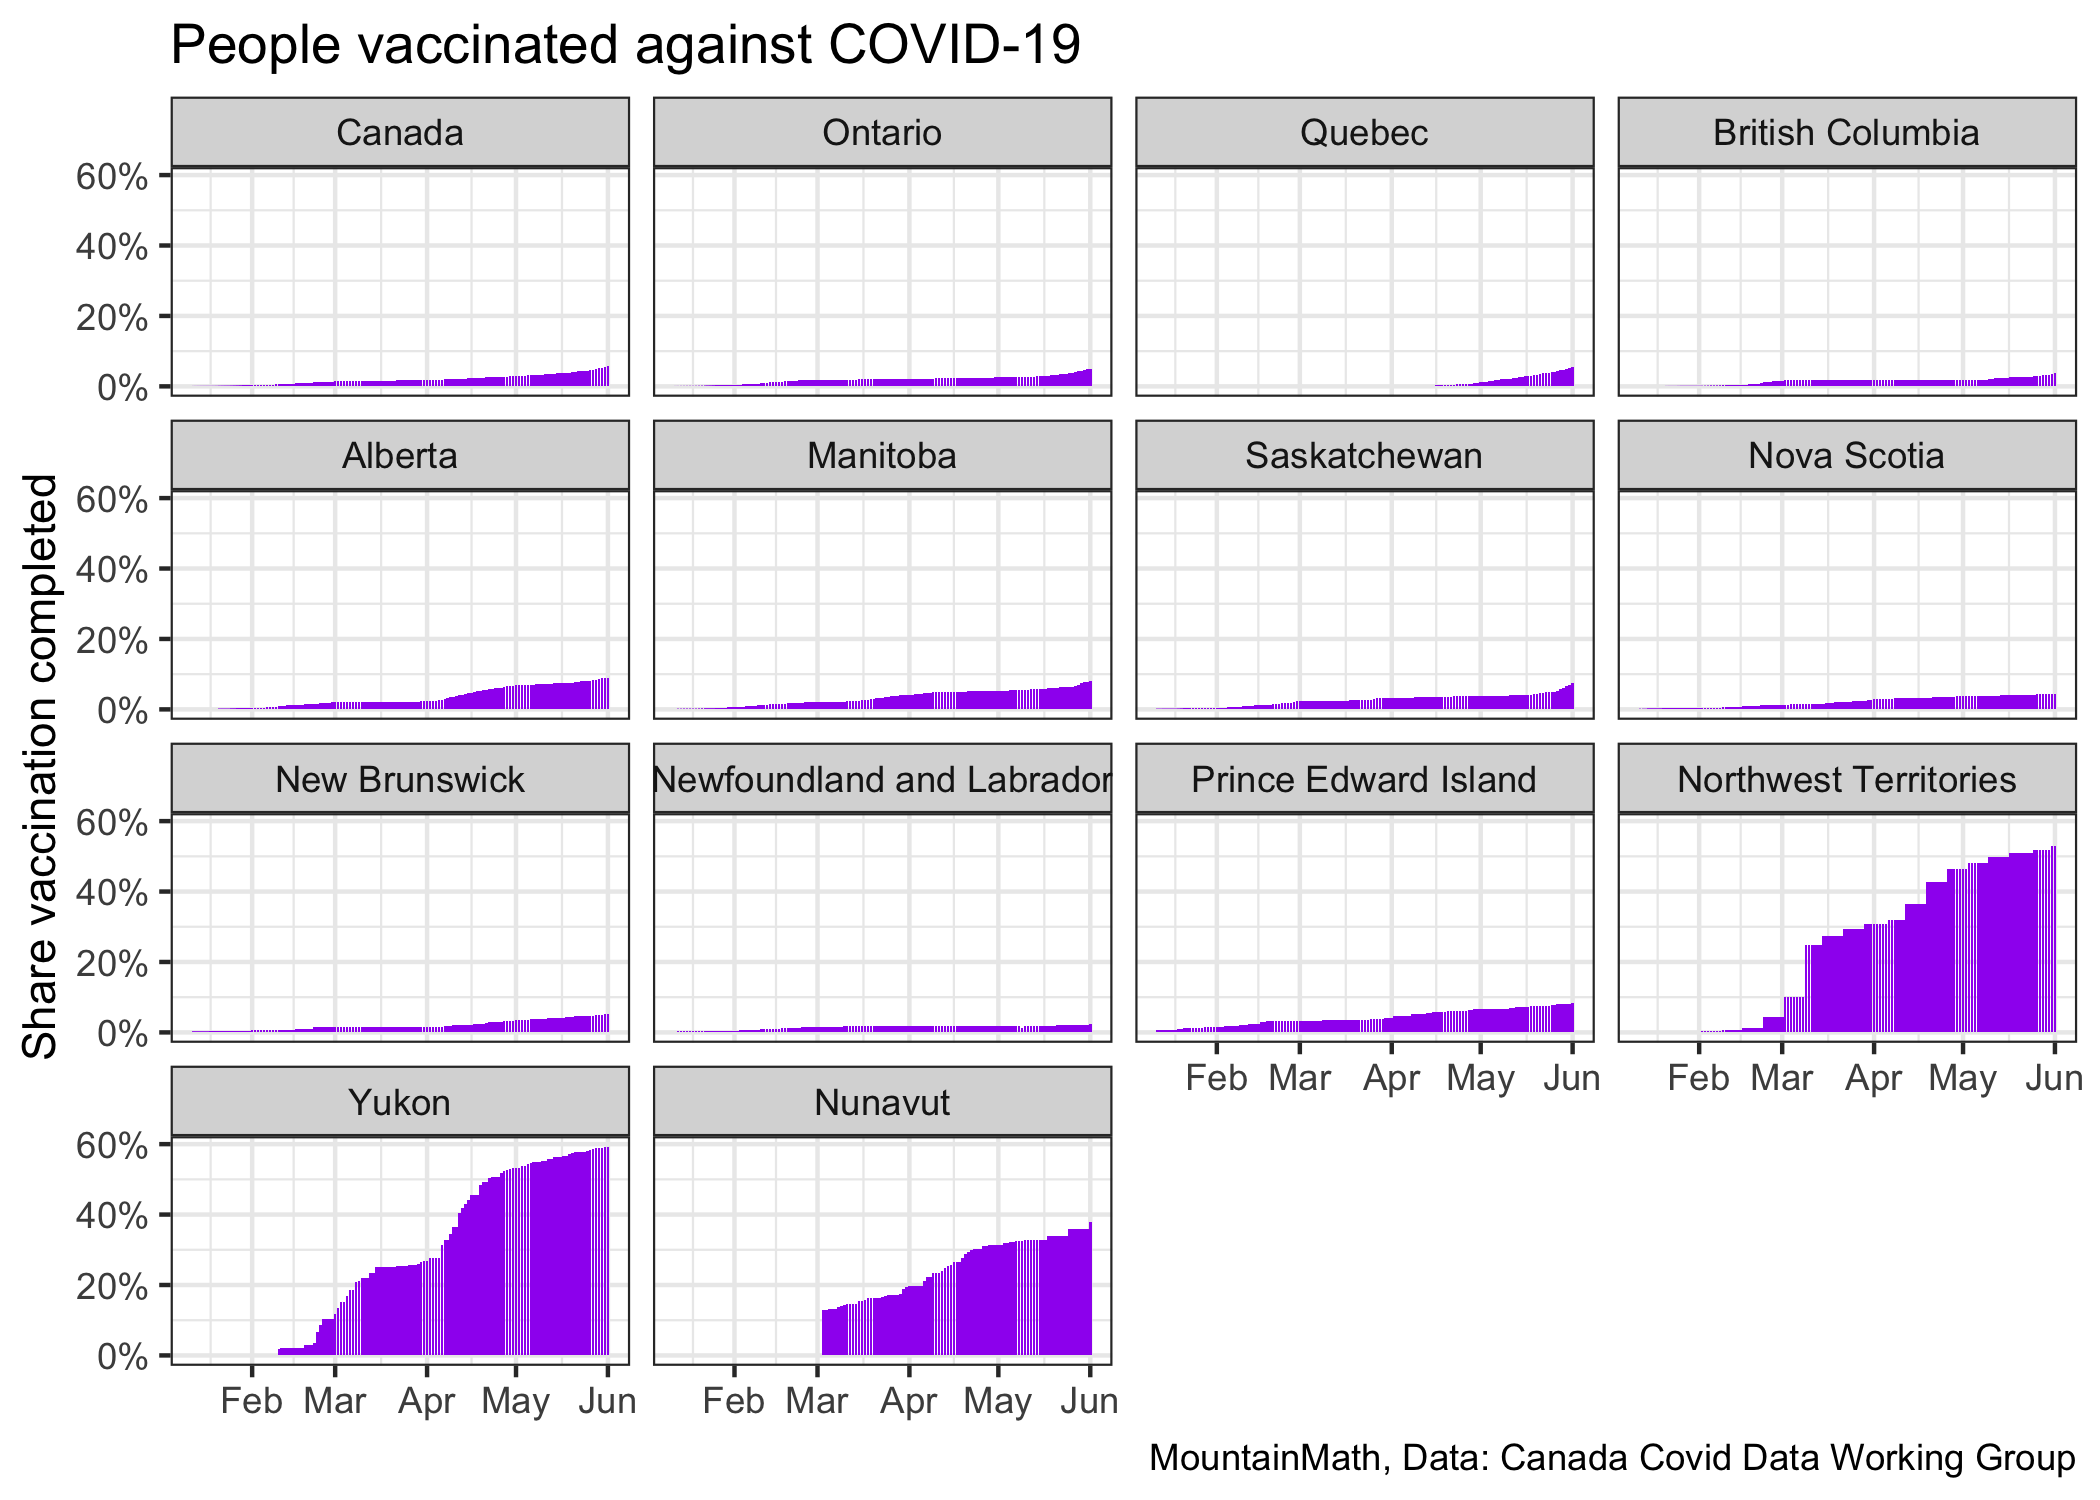 People vaccinated against COVID-19
Canada
Ontario
Quebec
British Columbia
60%
40%
20%
0%
Alberta
Manitoba
Saskatchewan
Nova Scotia
60%
40%
20%
0%
Share vaccination completed
New Brunswick
Newfoundland and Labrador
Prince Edward Island
Northwest Territories
60%
40%
20%
0%
Feb Mar Apr May Jun
Feb Mar Apr May Jun
Yukon
Nunavut
60%
40%
20%
0%
Feb Mar Apr May Jun
Feb Mar Apr May Jun
MountainMath, Data: Canada Covid Data Working Group